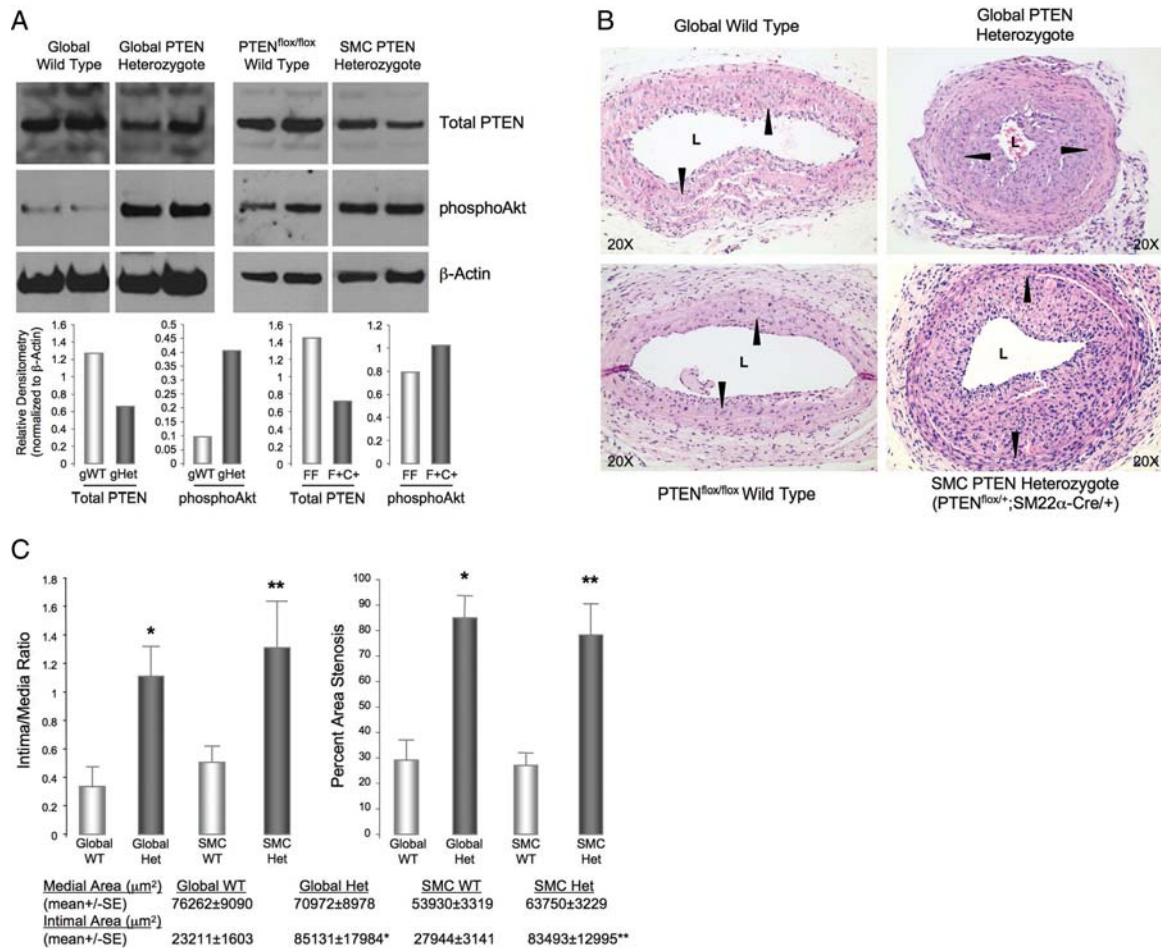 A
Global Wild Type
Global PTEN Heterozygote
PTENflox/flox Wild Type
SMC PTEN Heterozygote
Total PTEN
phosphoAkt
β-Actin
Relative Densitometry (normalized to β-Actin)
1.6
1.4
1.2
1
0.8
0.6
0.4
0.2
0
gWT gHet
Total PTEN
0.5
0.45
0.4
0.35
0.3
0.25
0.2
0.15
0.1
0.05
0
gWT gHet
phosphoAkt
1.6
1.4
1.2
1
0.8
0.6
0.4
0.2
0
FF F+C+
Total PTEN
1.2
1
0.8
0.6
0.4
0.2
0
FF F+C+
phosphoAkt
B
Global Wild Type
Global PTEN
Heterozygote
L
20X
L
20X
L
20X
L
20X
PTENflox/flox Wild Type
SMC PTEN Heterozygote
(PTENflox/+;SM22α-Cre/+)
C
Intima/Media Ratio
1.8
1.6
1.4
1.2
1
0.8
0.6
0.4
0.2
0
*
**
Global WT
Global Het
SMC WT
SMC Het
Percent Area Stenosis
100
90
80
70
60
50
40
30
20
10
0
*
**
Global WT
Global Het
SMC WT
SMC Het
Medial Area (μm²) Global WT Global Het SMC WT SMC Het
(mean+/-SE) 76262±9090 70972±8978 53930±3319 63750±3229
Intimal Area (μm²)
(mean+/-SE) 23211±1603 85131±17984* 27944±3141 83493±12995**